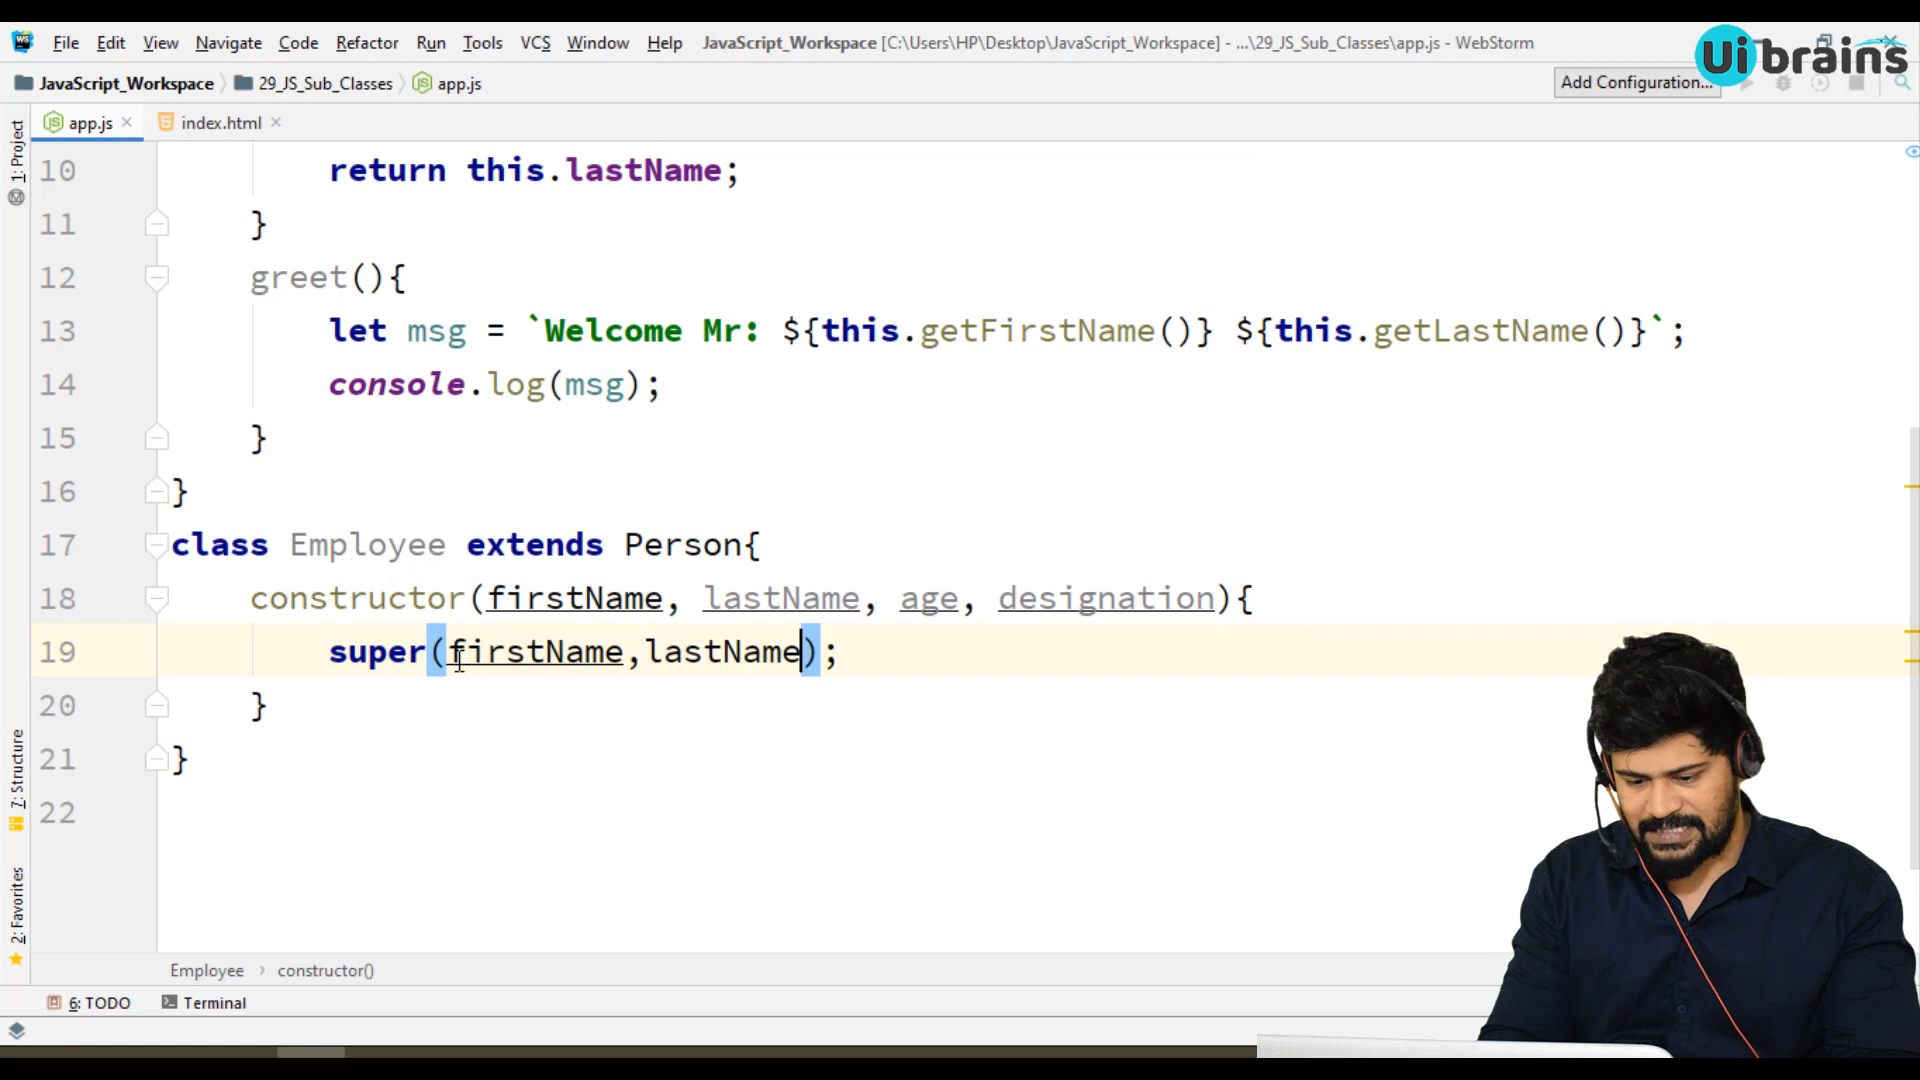 File Edit View Navigate Code Refactor Run Tools VCS Window Help JavaScript_Workspace [C:\Users\HP\Desktop\JavaScript_Workspace] - ...\29_JS_Sub_Classes\app.js - WebStorm
Ui brains
JavaScript_Workspace 29_JS_Sub_Classes app.js Add Configuration...
app.js index.html
1: Project
10 return this.lastName;
11 }
12 greet(){
13 let msg = `Welcome Mr: ${this.getFirstName()} ${this.getLastName()}`;
14 console.log(msg);
15 }
16 }
17 class Employee extends Person{
18 constructor(firstName, lastName, age, designation){
19 super(firstName,lastName);
20 }
21 }
22
7: Structure
2: Favorites
Employee › constructor()
6: TODO Terminal